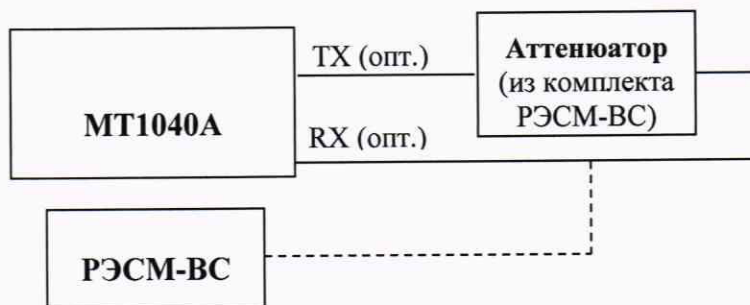 TX (опт.)
Аттенюатор
(из комплекта
РЭСМ-ВС)
МТ1040А
RX (опт.)
РЭСМ-ВС